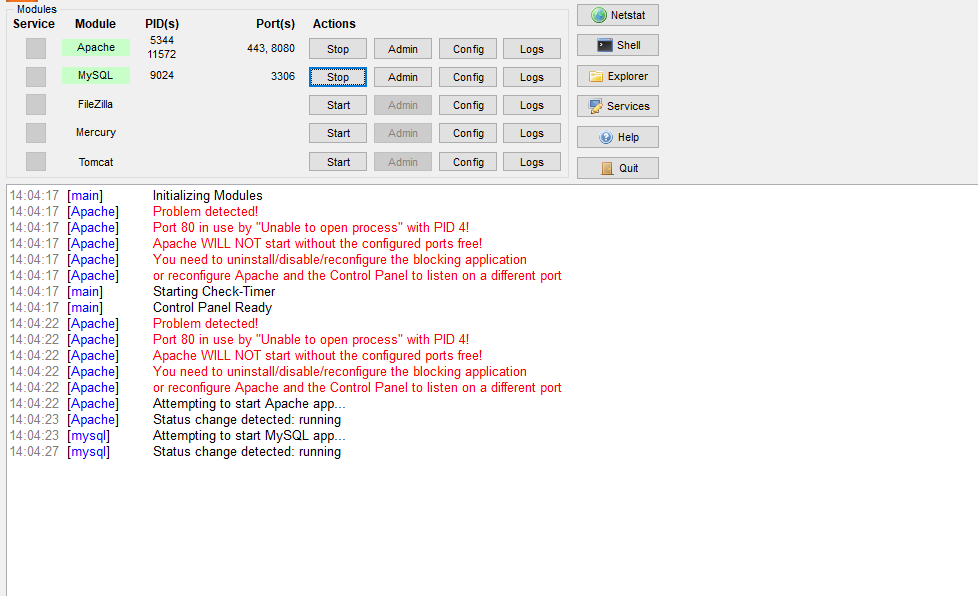 Modules
Service Module PID(s) Port(s) Actions
Apache 5344 11572 443, 8080 Stop Admin Config Logs
MySQL 9024 3306 Stop Admin Config Logs
FileZilla Start Admin Config Logs
Mercury Start Admin Config Logs
Tomcat Start Admin Config Logs
Netstat
Shell
Explorer
Services
Help
Quit
14:04:17 [main] Initializing Modules
14:04:17 [Apache] Problem detected!
14:04:17 [Apache] Port 80 in use by "Unable to open process" with PID 4!
14:04:17 [Apache] Apache WILL NOT start without the configured ports free!
14:04:17 [Apache] You need to uninstall/disable/reconfigure the blocking application
14:04:17 [Apache] or reconfigure Apache and the Control Panel to listen on a different port
14:04:17 [main] Starting Check-Timer
14:04:17 [main] Control Panel Ready
14:04:22 [Apache] Problem detected!
14:04:22 [Apache] Port 80 in use by "Unable to open process" with PID 4!
14:04:22 [Apache] Apache WILL NOT start without the configured ports free!
14:04:22 [Apache] You need to uninstall/disable/reconfigure the blocking application
14:04:22 [Apache] or reconfigure Apache and the Control Panel to listen on a different port
14:04:22 [Apache] Attempting to start Apache app...
14:04:23 [Apache] Status change detected: running
14:04:23 [mysql] Attempting to start MySQL app...
14:04:27 [mysql] Status change detected: running